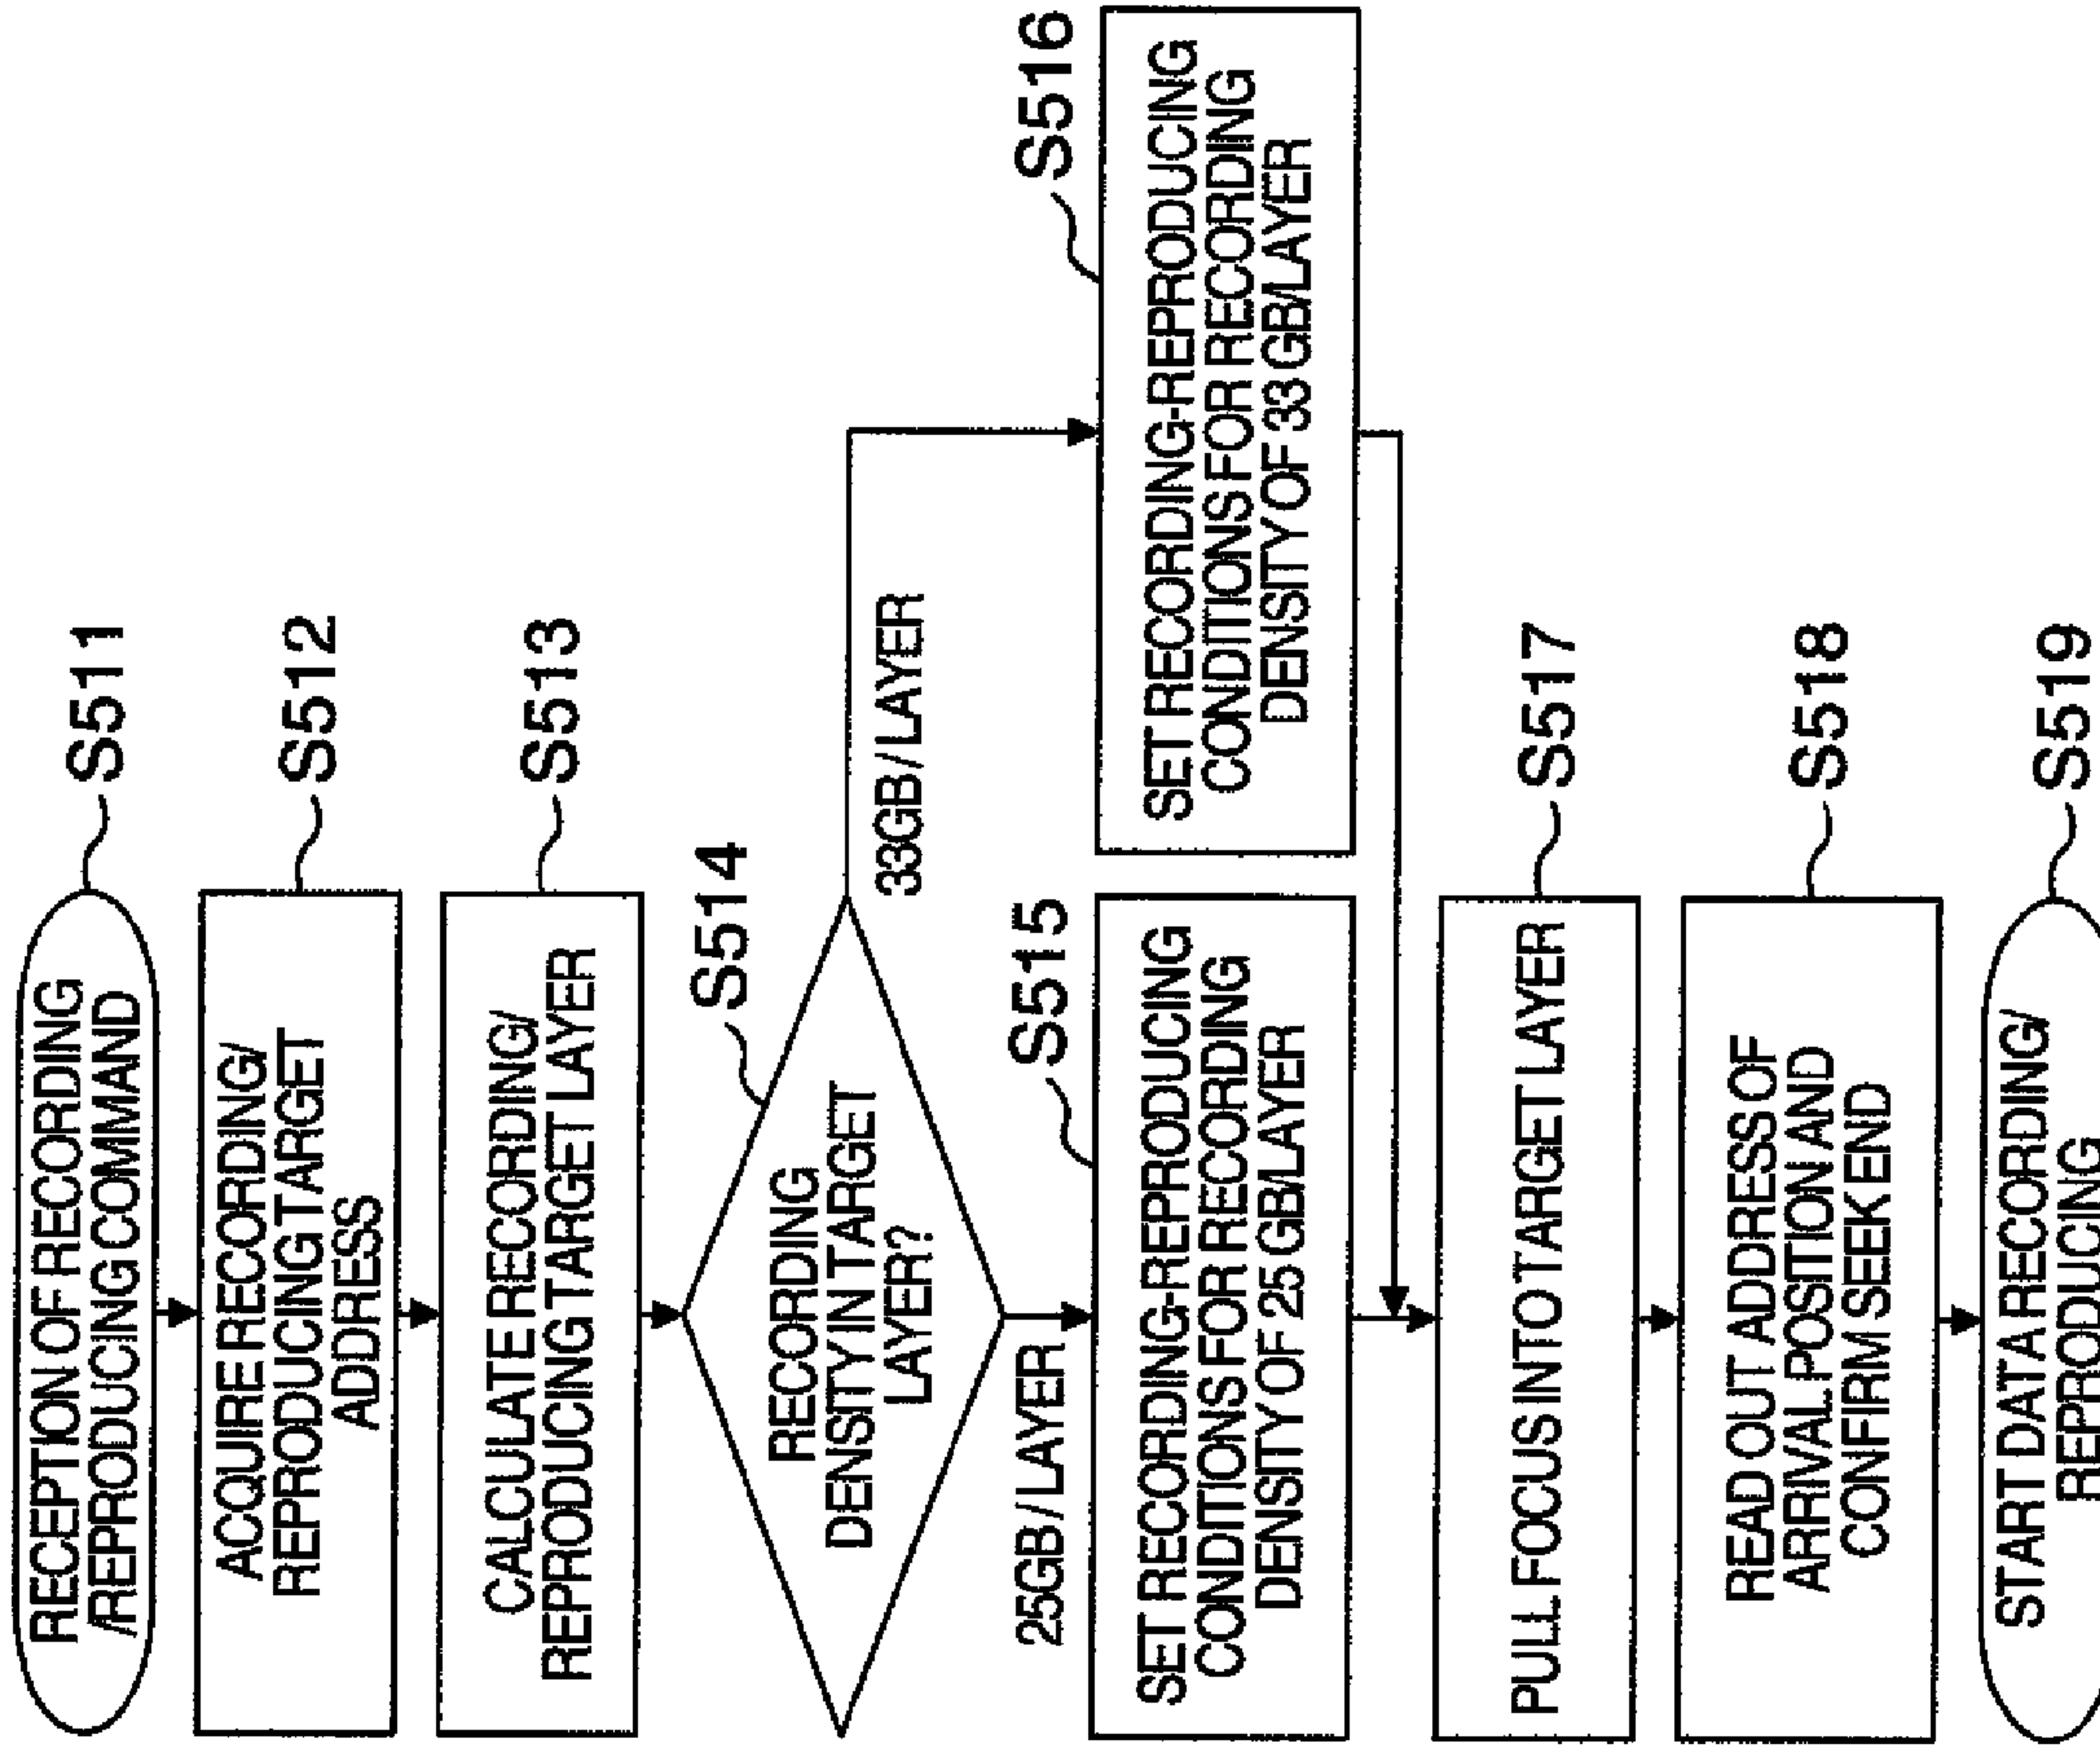 RECEPTION OF RECORDING
/REPRODUCING COMMAND
S511
ACQUIRE RECORDING/
REPRODUCING TARGET
ADDRESS
S512
CALCULATE RECORDING/
REPRODUCING TARGET LAYER
S513
RECORDING
DENSITY IN TARGET
LAYER?
S514
25GB/LAYER
33GB/LAYER
SET RECORDING-REPRODUCING
CONDITIONS FOR RECORDING
DENSITY OF 25 GB/LAYER
S515
SET RECORDING-REPRODUCING
CONDITIONS FOR RECORDING
DENSITY OF 33 GB/LAYER
S516
PULL FOCUS INTO TARGET LAYER
S517
READ OUT ADDRESS OF
ARRIVAL POSITION AND
CONFIRM SEEK END
S518
START DATA RECORDING/
REPRODUCING
S519